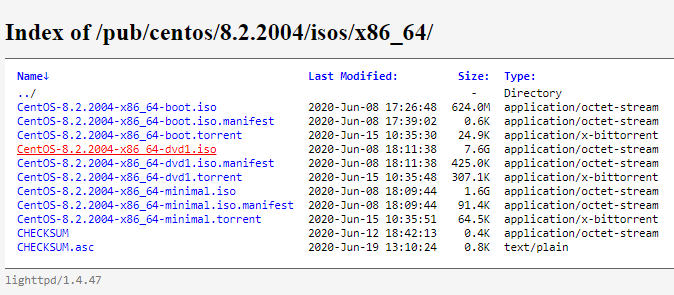 Index of /pub/centos/8.2.2004/isos/x86_64/
Name↓ Last Modified: Size: Type:
../ - Directory
CentOS-8.2.2004-x86_64-boot.iso 2020-Jun-08 17:26:48 624.0M application/octet-stream
CentOS-8.2.2004-x86_64-boot.iso.manifest 2020-Jun-08 17:39:02 0.6K application/octet-stream
CentOS-8.2.2004-x86_64-boot.torrent 2020-Jun-15 10:35:30 24.9K application/x-bittorrent
CentOS-8.2.2004-x86_64-dvd1.iso 2020-Jun-08 18:11:38 7.6G application/octet-stream
CentOS-8.2.2004-x86_64-dvd1.iso.manifest 2020-Jun-08 18:11:38 425.0K application/octet-stream
CentOS-8.2.2004-x86_64-dvd1.torrent 2020-Jun-15 10:35:48 307.1K application/x-bittorrent
CentOS-8.2.2004-x86_64-minimal.iso 2020-Jun-08 18:09:44 1.6G application/octet-stream
CentOS-8.2.2004-x86_64-minimal.iso.manifest 2020-Jun-08 18:09:44 91.4K application/octet-stream
CentOS-8.2.2004-x86_64-minimal.torrent 2020-Jun-15 10:35:51 64.5K application/x-bittorrent
CHECKSUM 2020-Jun-12 18:42:13 0.4K application/octet-stream
CHECKSUM.asc 2020-Jun-19 13:10:24 0.8K text/plain
lighttpd/1.4.47